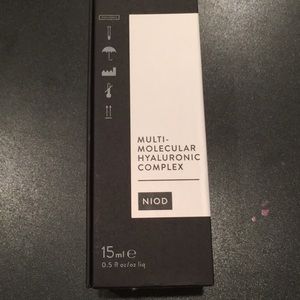 MULTI-
MOLECULAR
HYALURONIC
COMPLEX
NIOD
15ml e
0.5 fl oz/oz liq